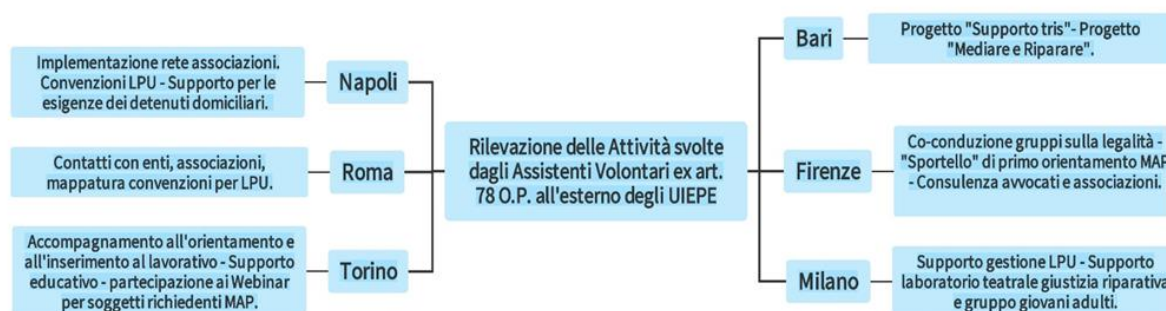 Implementazione rete associazioni.
Convenzioni LPU - Supporto per le
esigenze dei detenuti domiciliari.
Napoli
Contatti con enti, associazioni,
mappatura convenzioni per LPU.
Roma
Accompagnamento all'orientamento e
all'inserimento al lavorativo - Supporto
educativo - partecipazione ai Webinar
per soggetti richiedenti MAP.
Torino
Rilevazione delle Attività svolte
dagli Assistenti Volontari ex art.
78 O.P. all'esterno degli UIEPE
Bari
Progetto "Supporto tris"- Progetto
"Mediare e Riparare".
Firenze
Co-conduzione gruppi sulla legalità -
"Sportello" di primo orientamento MAP
- Consulenza avvocati e associazioni.
Milano
Supporto gestione LPU - Supporto
laboratorio teatrale giustizia riparativa
e gruppo giovani adulti.